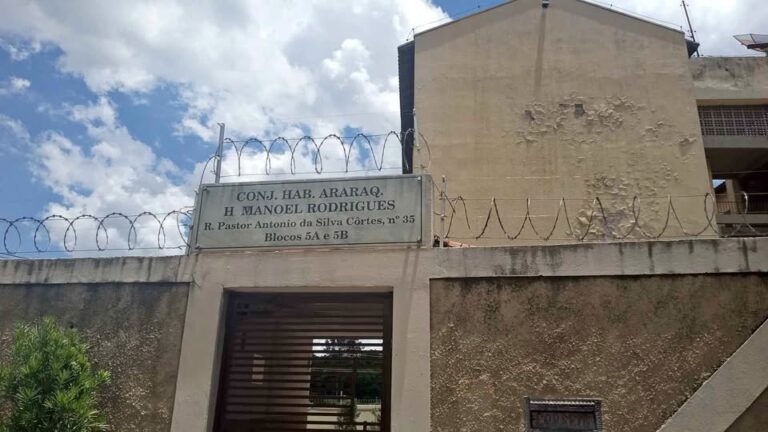 CONJ. HAB. ARARAQ.
H MANOEL RODRIGUES
R. Pastor Antonio da Silva Côrtes, nº 35
Blocos 5A e 5B